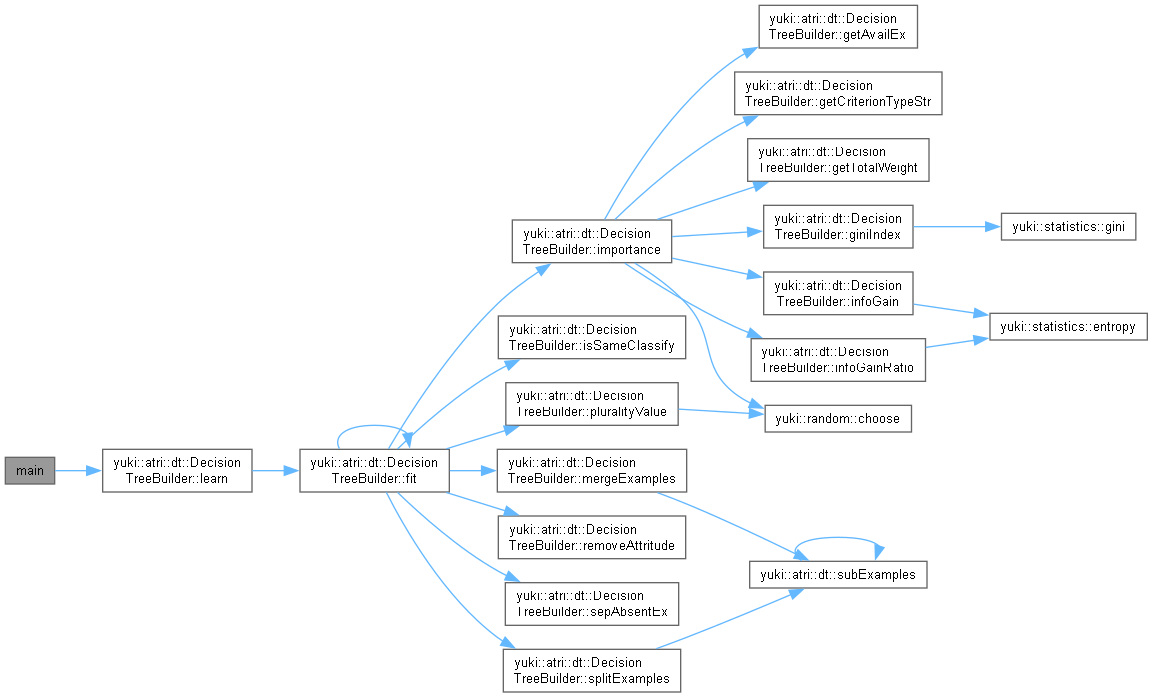 main
yuki::atri::dt::Decision
TreeBuilder::learn
yuki::atri::dt::Decision
TreeBuilder::fit
yuki::atri::dt::Decision
TreeBuilder::importance
yuki::atri::dt::Decision
TreeBuilder::isSameClassify
yuki::atri::dt::Decision
TreeBuilder::pluralityValue
yuki::atri::dt::Decision
TreeBuilder::mergeExamples
yuki::atri::dt::Decision
TreeBuilder::removeAttritude
yuki::atri::dt::Decision
TreeBuilder::sepAbsentEx
yuki::atri::dt::Decision
TreeBuilder::splitExamples
yuki::atri::dt::Decision
TreeBuilder::getAvailEx
yuki::atri::dt::Decision
TreeBuilder::getCriterionTypeStr
yuki::atri::dt::Decision
TreeBuilder::getTotalWeight
yuki::atri::dt::Decision
TreeBuilder::giniIndex
yuki::atri::dt::Decision
TreeBuilder::infoGain
yuki::atri::dt::Decision
TreeBuilder::infoGainRatio
yuki::random::choose
yuki::atri::dt::subExamples
yuki::statistics::gini
yuki::statistics::entropy